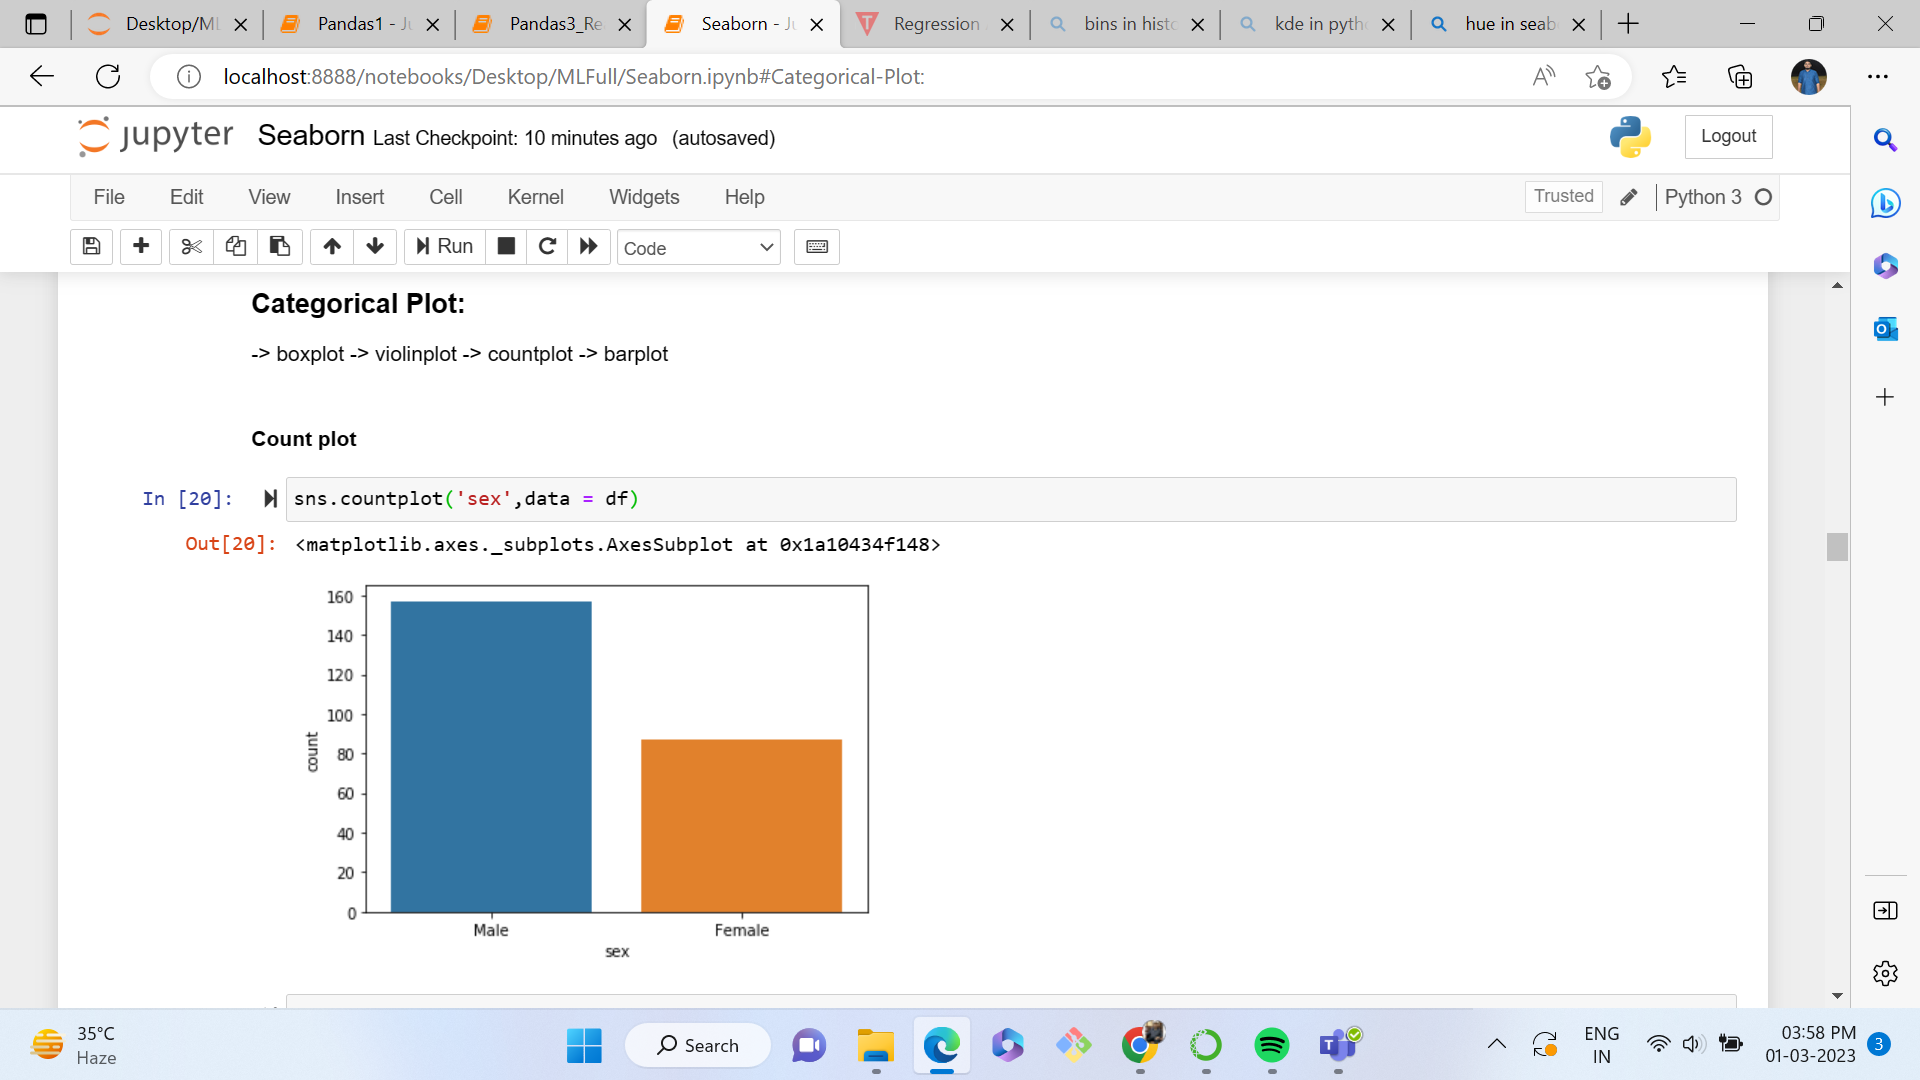 Desktop/ML
Pandas1 - Ju
Pandas3_Re
Seaborn - Ju
Regression
bins in histo
kde in pytho
hue in seab
localhost:8888/notebooks/Desktop/MLFull/Seaborn.ipynb#Categorical-Plot:
jupyter Seaborn Last Checkpoint: 10 minutes ago (autosaved)
Logout
File Edit View Insert Cell Kernel Widgets Help
Trusted
Python 3
Run
Code
Categorical Plot:
-> boxplot -> violinplot -> countplot -> barplot
Count plot
In [20]: sns.countplot('sex',data = df)
Out[20]: <matplotlib.axes._subplots.AxesSubplot at 0x1a10434f148>
160
140
120
100
80
60
40
20
0
count
Male Female
sex
35°C
Haze
Search
ENG
IN
03:58 PM
01-03-2023
3